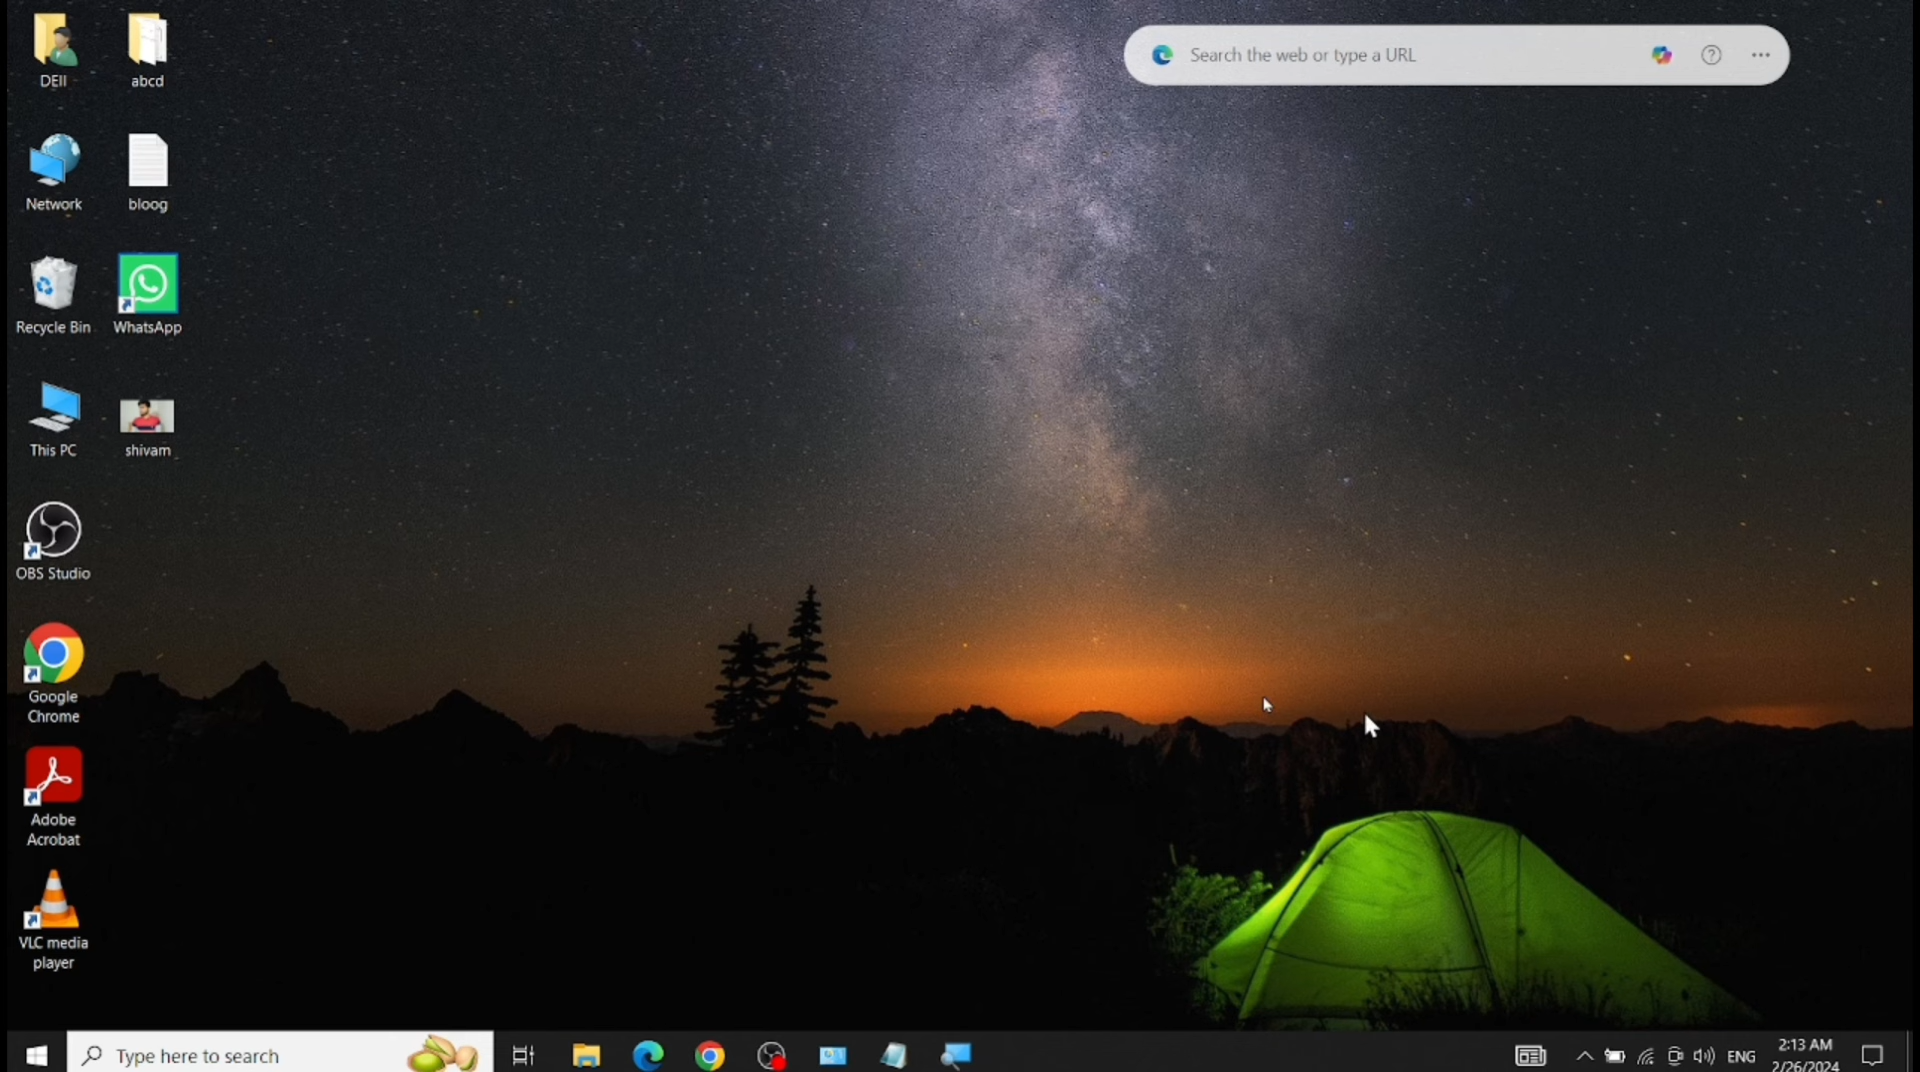 DEll
abcd
Search the web or type a URL
Network
bloog
Recycle Bin
WhatsApp
This PC
shivam
OBS Studio
Google
Chrome
Adobe
Acrobat
VLC media
player
Type here to search
ENG
2:13 AM
2/26/2024